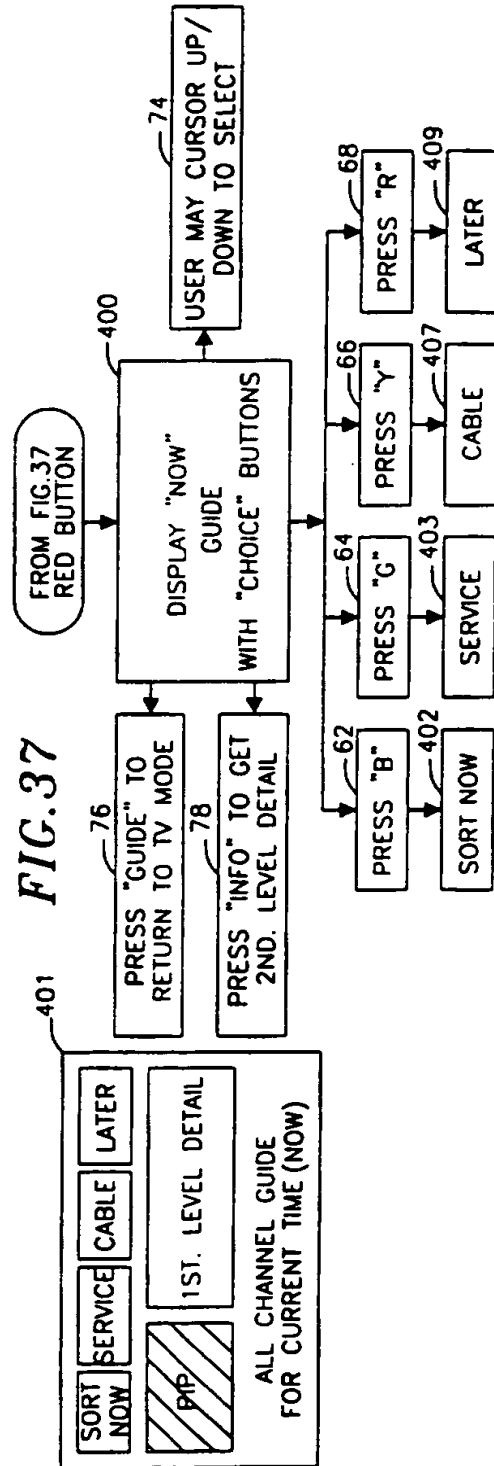 FIG.37
401
SORT
NOW
SERVICE
CABLE
LATER
PIP
1ST. LEVEL DETAIL
ALL CHANNEL GUIDE
FOR CURRENT TIME (NOW)
FROM FIG.37
RED BUTTON
76
PRESS "GUIDE" TO
RETURN TO TV MODE
78
PRESS "INFO" TO GET
2ND. LEVEL DETAIL
400
DISPLAY "NOW"
GUIDE
WITH "CHOICE" BUTTONS
74
USER MAY CURSOR UP/
DOWN TO SELECT
62
PRESS "B"
64
PRESS "G"
66
PRESS "Y"
68
PRESS "R"
402
SORT NOW
403
SERVICE
407
CABLE
409
LATER